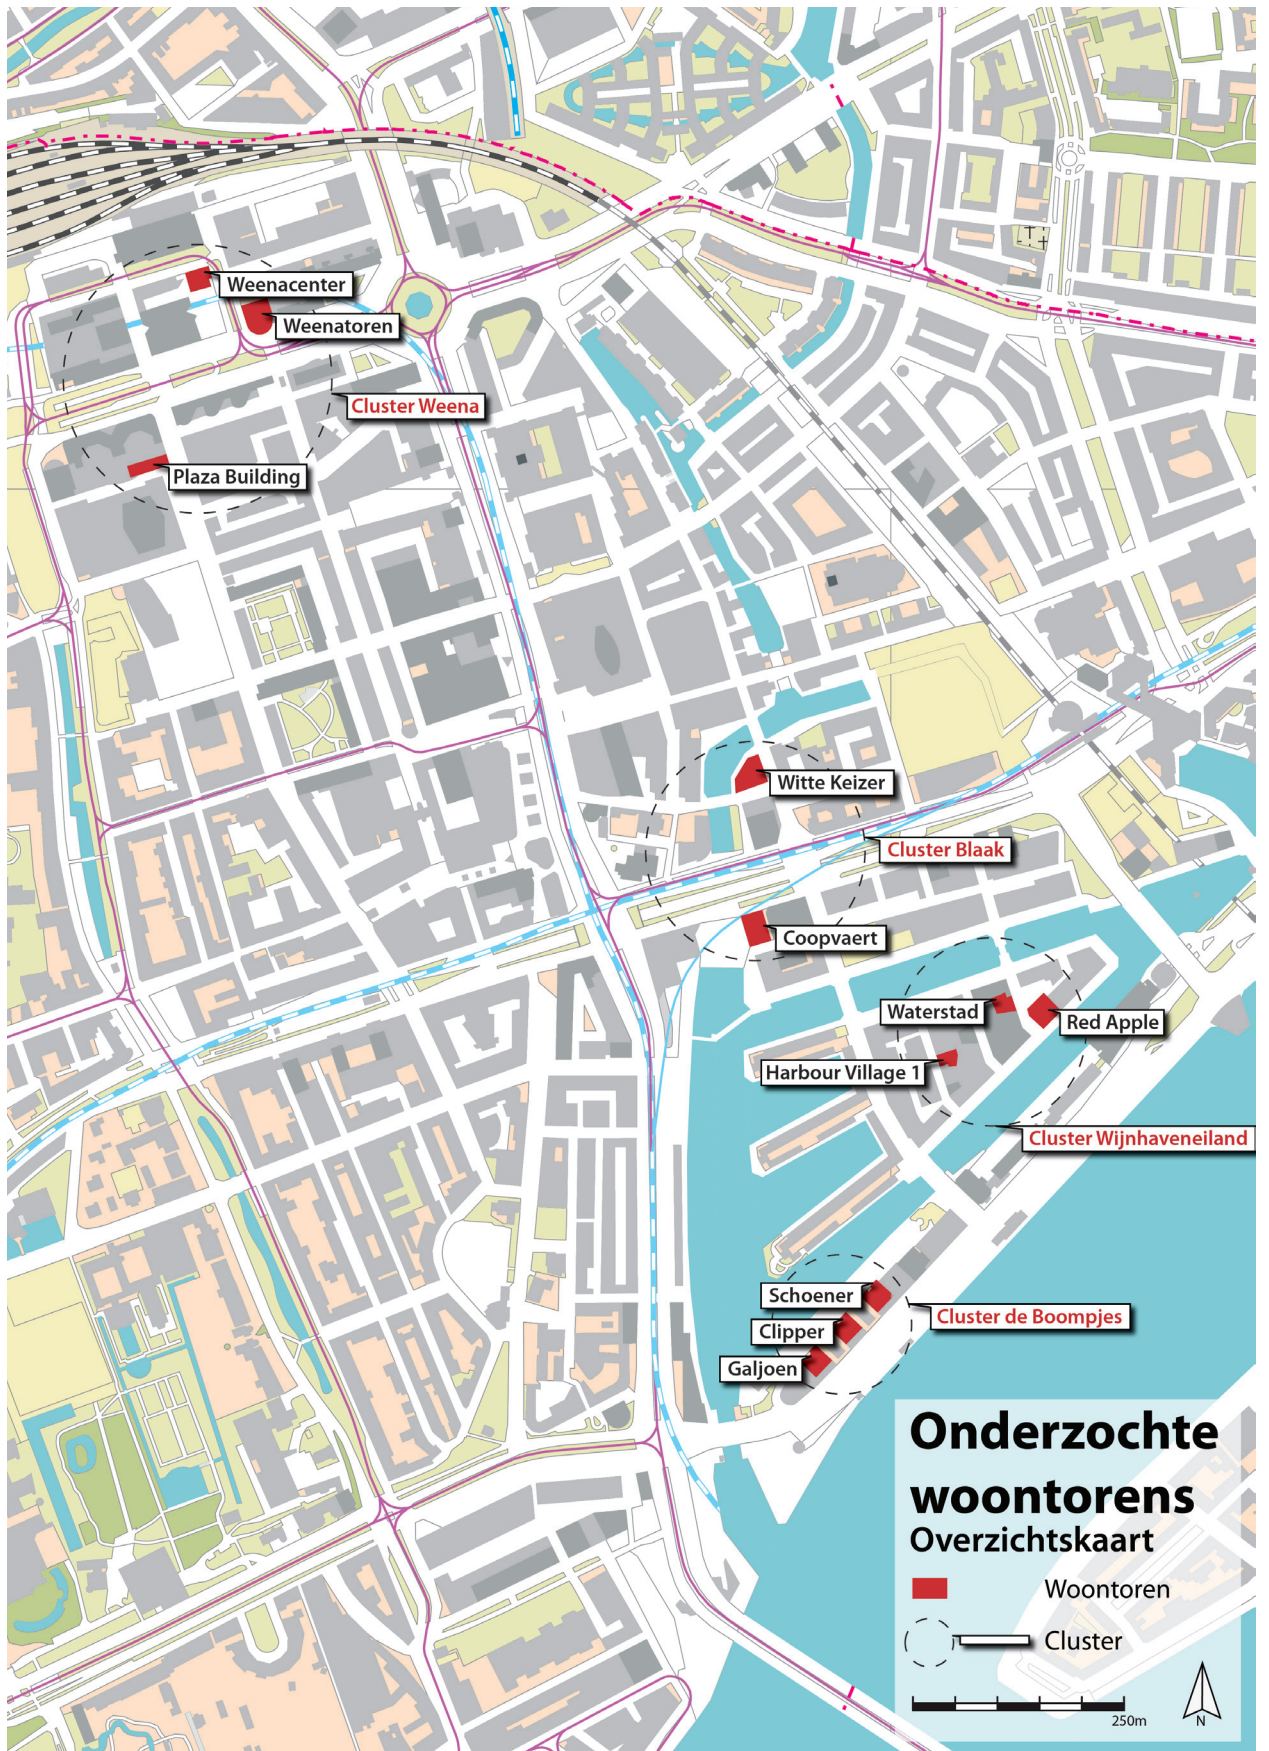 Weenacenter
Weenatoren
Cluster Weena
Plaza Building
Witte Keizer
Cluster Blaak
Coopvaert
Waterstad
Red Apple
Harbour Village 1
Cluster Wijnhaveneiland
Schoener
Cluster de Boompjes
Clipper
Galjoen
Onderzochte
woontorens
Overzichtskaart
Woontoren
Cluster
250m
N